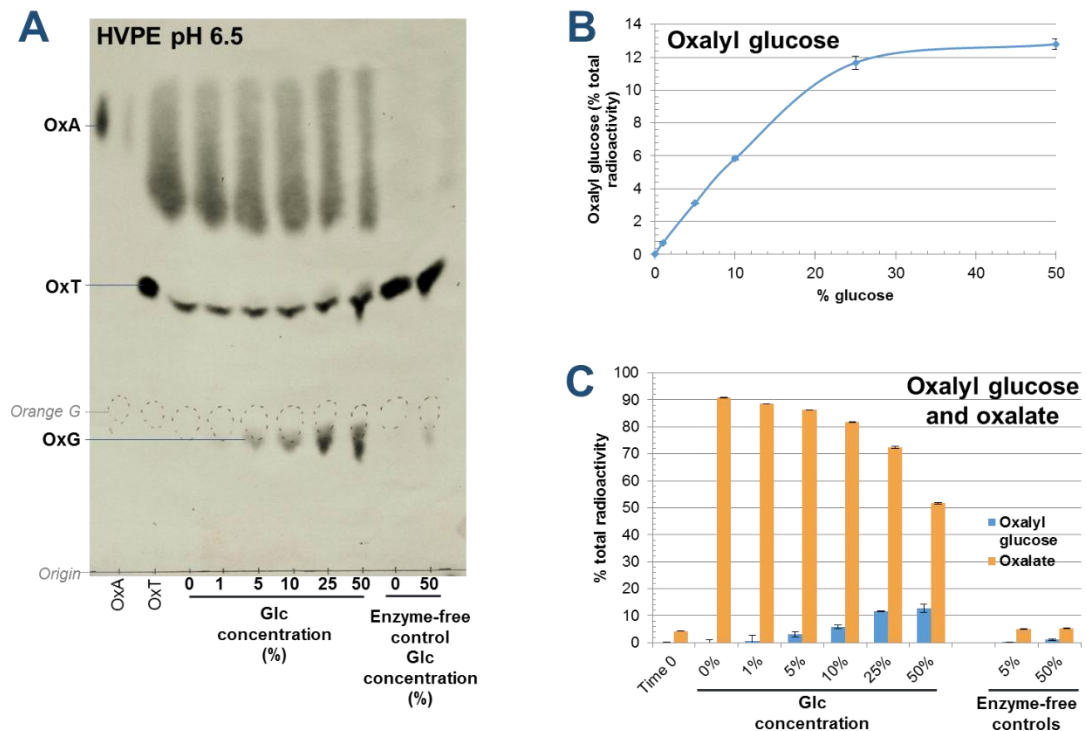 A
HVPE pH 6.5
OxA
OxT
Orange G
OxG
Origin
OxA
OxT
0 1 5 10 25 50 0 50
Glc
concentration
(%)
Enzyme-free
control
Glc
concentration
(%)
B
Oxalyl glucose
Oxalyl glucose (% total
radioactivity)
14
12
10
8
6
4
2
0
0 10 20 30 40 50
% glucose
C
Oxalyl glucose
and oxalate
% total radioactivity
100
90
80
70
60
50
40
30
20
10
0
Oxalyl
glucose
Oxalate
Time 0 0% 1% 5% 10% 25% 50% 5% 50%
Glc
concentration
Enzyme-free
controls